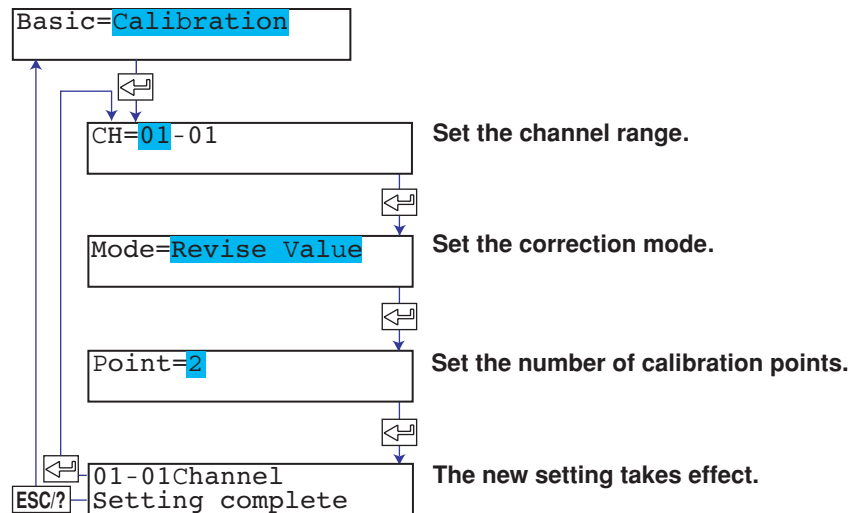 Basic=Calibration
CH=01-01
Set the channel range.
Mode=Revise Value
Set the correction mode.
Point=2
Set the number of calibration points.
01-01Channel
The new setting takes effect.
ESC/?
Setting complete